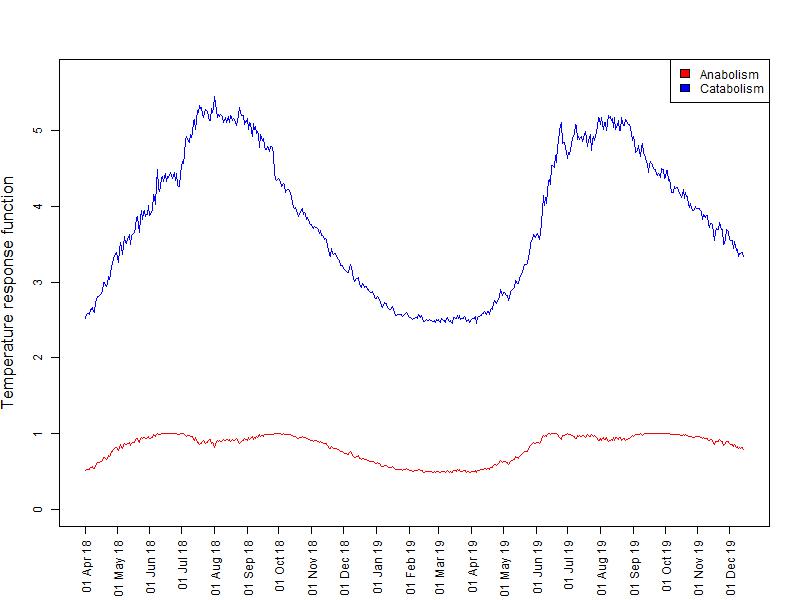 Anabolism
Catabolism
Temperature response function
5
4
3
2
1
0
01 Apr 18
01 May 18
01 Jun 18
01 Jul 18
01 Aug 18
01 Sep 18
01 Oct 18
01 Nov 18
01 Dec 18
01 Jan 19
01 Feb 19
01 Mar 19
01 Apr 19
01 May 19
01 Jun 19
01 Jul 19
01 Aug 19
01 Sep 19
01 Oct 19
01 Nov 19
01 Dec 19